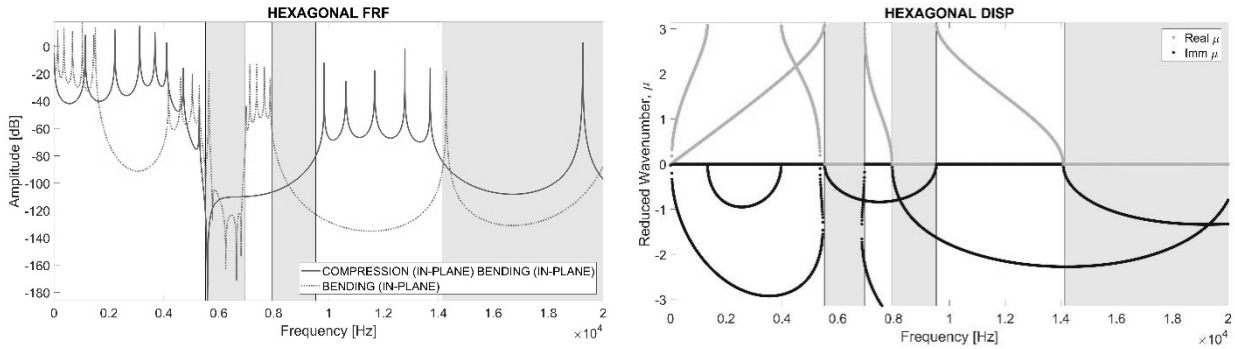 HEXAGONAL FRF
Amplitude [dB]
0
-20
-40
-60
-80
-100
-120
-140
-160
-180
COMPRESSION (IN-PLANE) BENDING (IN-PLANE)
BENDING (IN-PLANE)
0 0.2 0.4 0.6 0.8 1 1.2 1.4 1.6 1.8 2
Frequency [Hz]
×10⁴
HEXAGONAL DISP
Reduced Wavenumber, μ
3
2
1
0
-1
-2
-3
Real μ
Imm μ
0 0.2 0.4 0.6 0.8 1 1.2 1.4 1.6 1.8 2
Frequency [Hz]
×10⁴